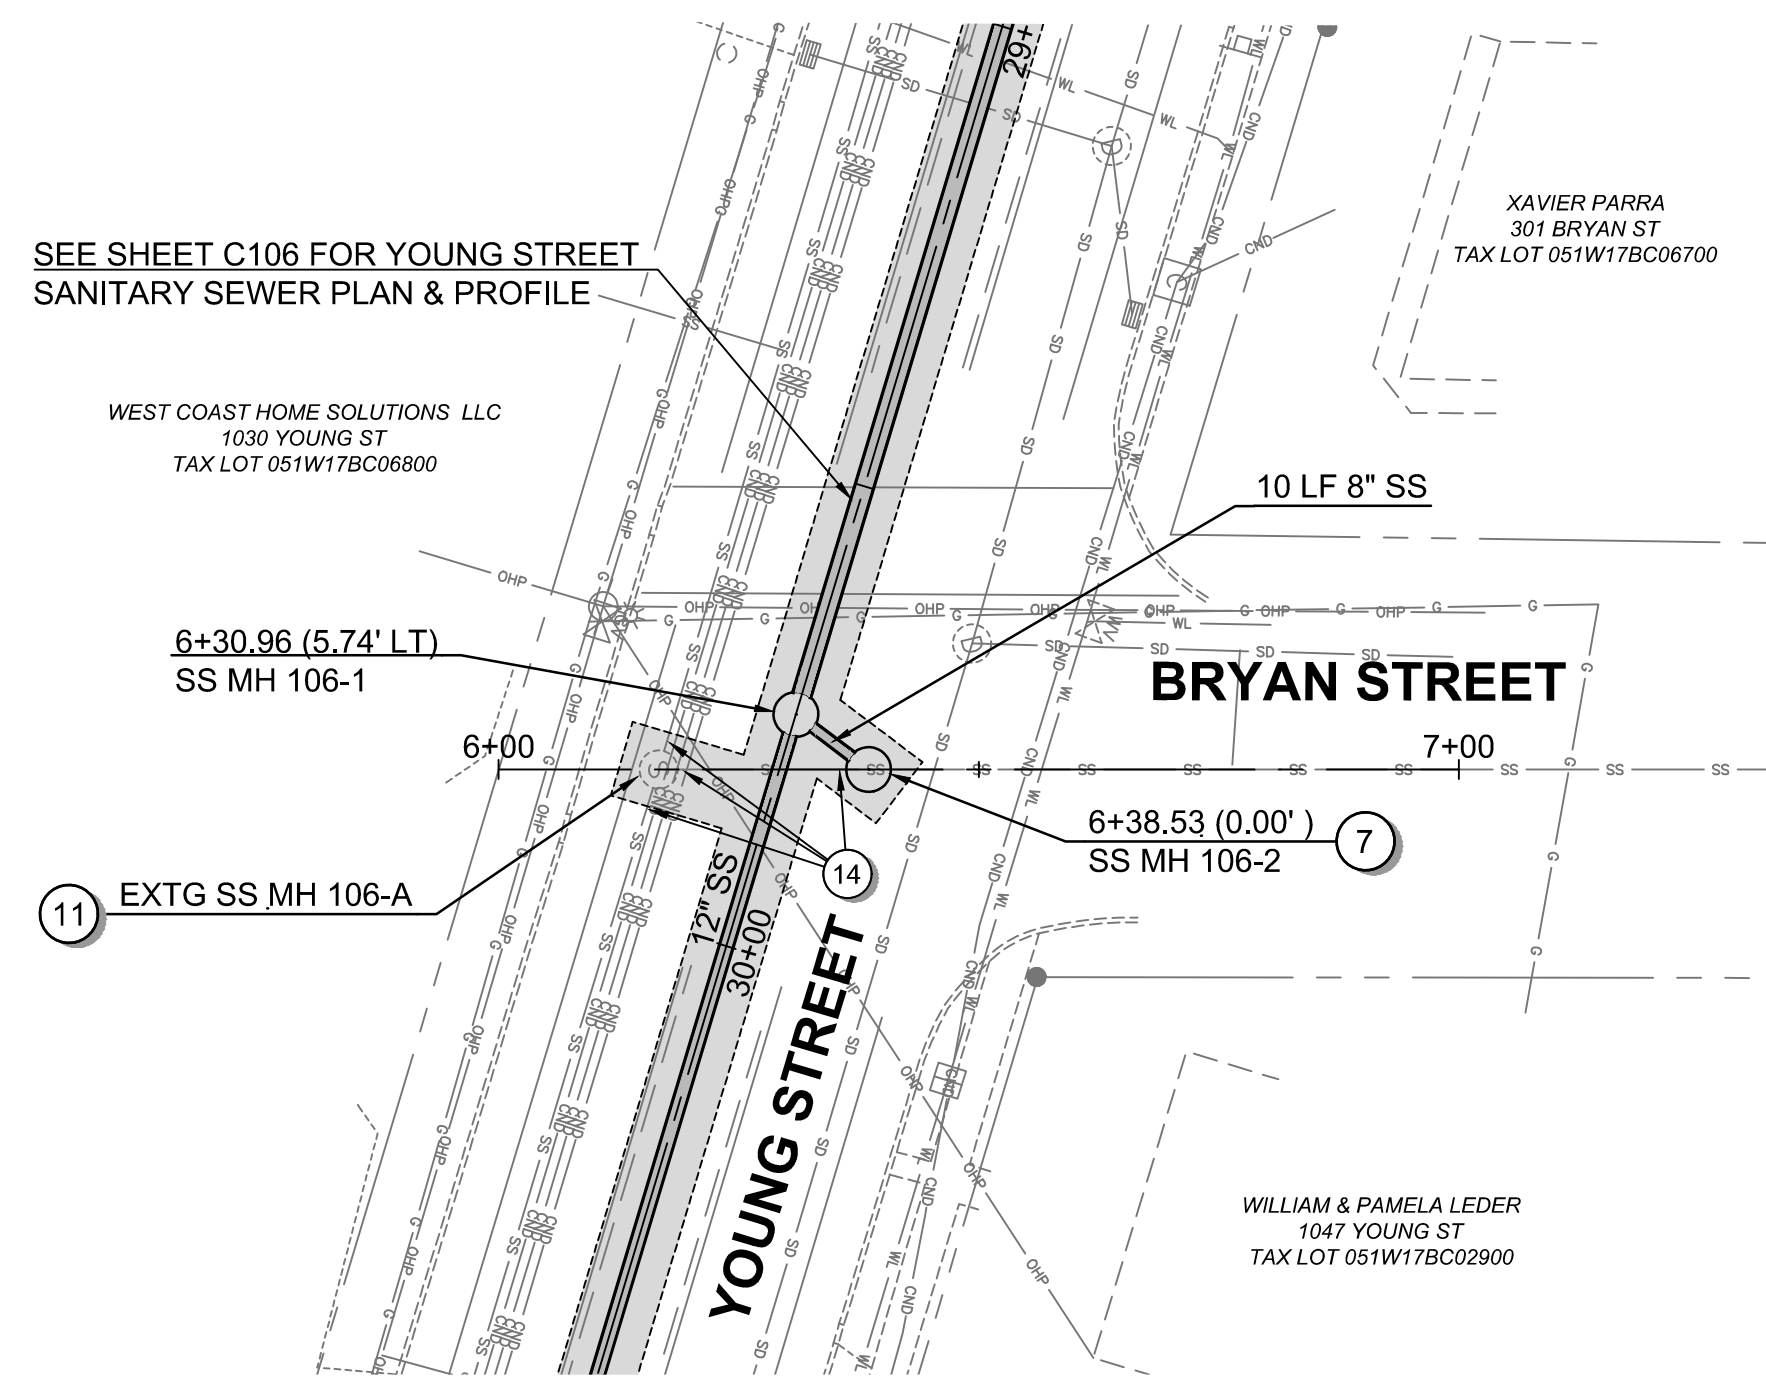 29+
SEE SHEET C106 FOR YOUNG STREET
SANITARY SEWER PLAN & PROFILE
XAVIER PARRA
301 BRYAN ST
TAX LOT 051W17BC06700
WEST COAST HOME SOLUTIONS LLC
1030 YOUNG ST
TAX LOT 051W17BC06800
10 LF 8" SS
6+30.96 (5.74' LT)
SS MH 106-1
BRYAN STREET
6+00
7+00
6+38.53 (0.00' )
SS MH 106-2
7
14
11
EXTG SS MH 106-A
12" SS
30+00
YOUNG STREET
WILLIAM & PAMELA LEDER
1047 YOUNG ST
TAX LOT 051W17BC02900